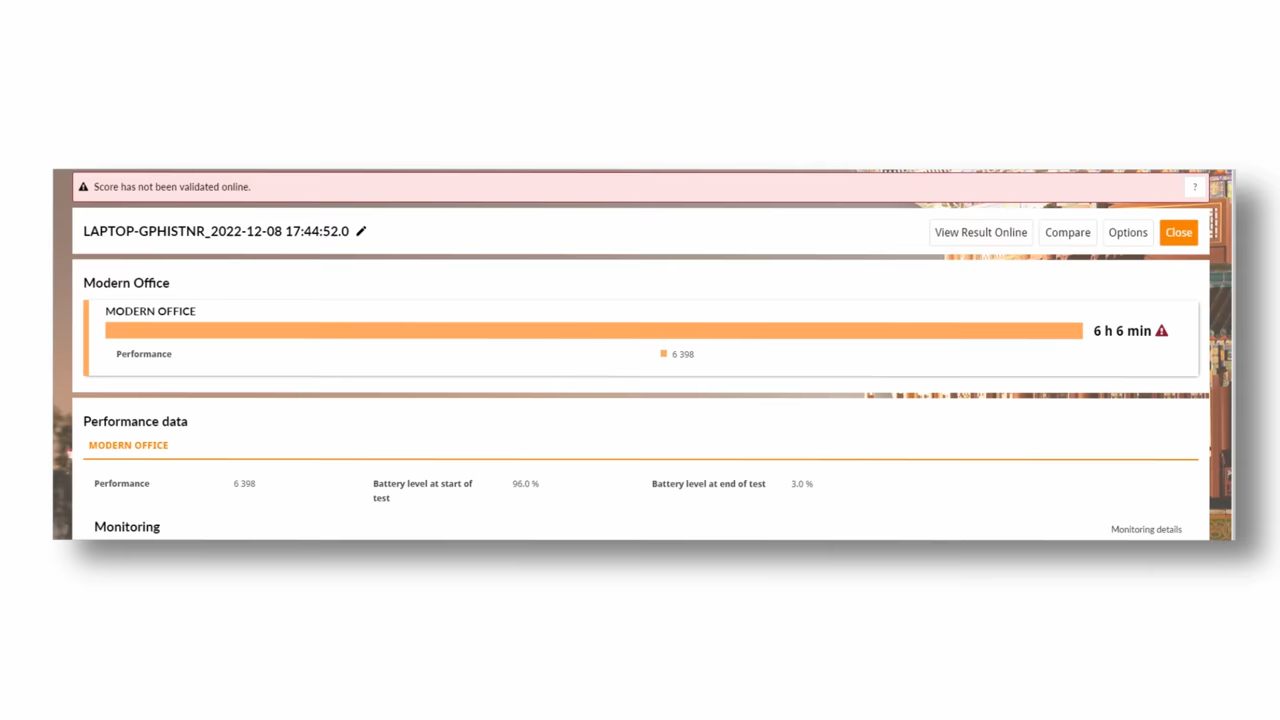 Score has not been validated online.
?
LAPTOP-GPHISTNR_2022-12-08 17:44:52.0
View Result Online
Compare
Options
Close
Modern Office
MODERN OFFICE
6 h 6 min
Performance
6 398
Performance data
MODERN OFFICE
Performance
6 398
Battery level at start of
test
96.0 %
Battery level at end of test
3.0 %
Monitoring
Monitoring details